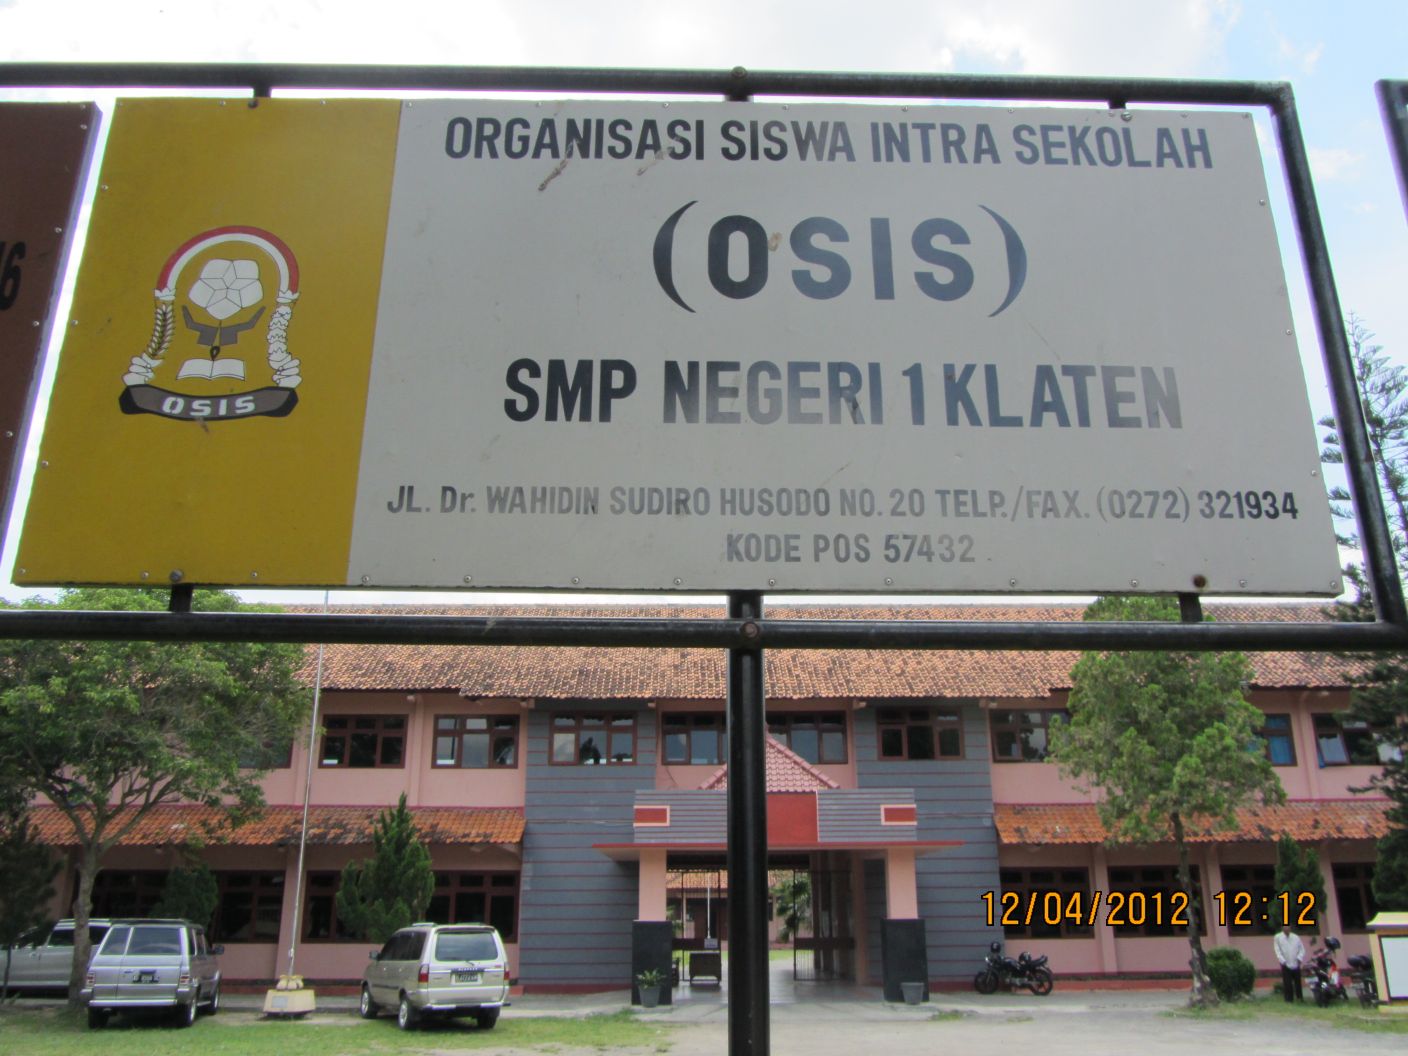 ORGANISASI SISWA INTRA SEKOLAH
(OSIS)
SMP NEGERI 1 KLATEN
JL. Dr. WAHIDIN SUDIRO HUSODO NO. 20 TELP./FAX. (0272) 321934
KODE POS 57432
OSIS
12/04/2012 12:12